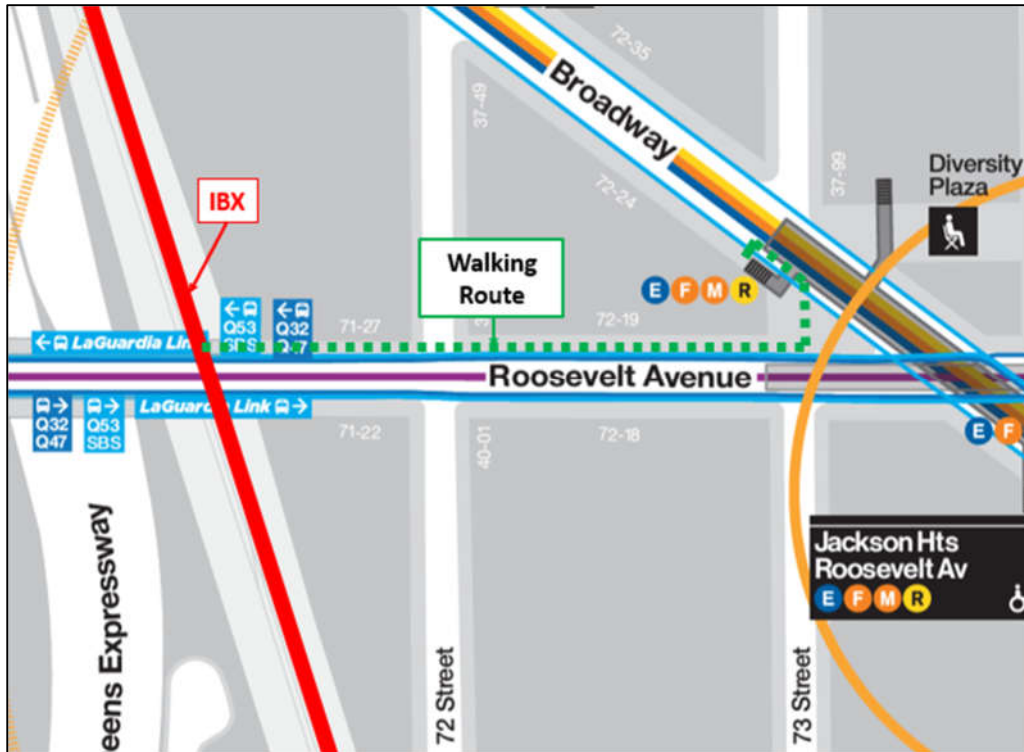 72-35
Broadway
37-49
72-24
37-99
Diversity
Plaza
IBX
Walking
Route
E F M R
Q53
SBS
Q32
Q47
LaGuardia Link
71-27
72-19
Roosevelt Avenue
Q32
Q47
Q53
SBS
LaGuardia Link
71-22
40-01
72-18
E F
Jackson Hts
Roosevelt Av
E F M R
eens Expressway
72 Street
73 Street